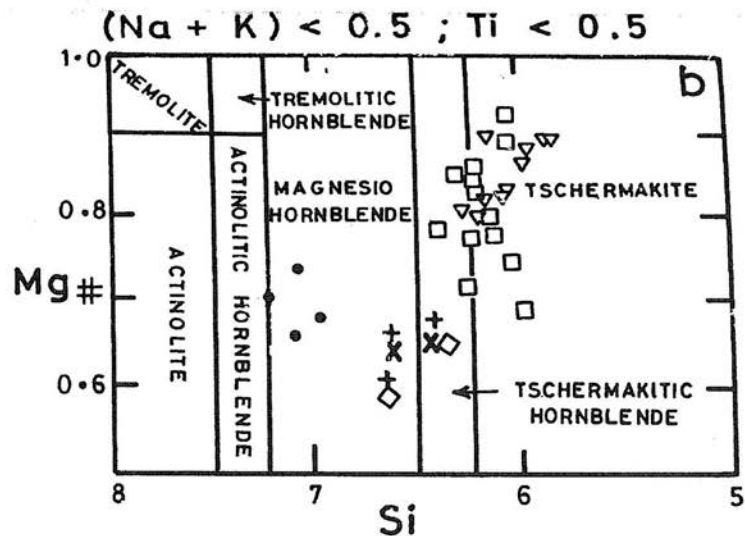 (Na + K) < 0.5 ; Ti < 0.5
1.0
b
TREMOLITE
TREMOLITIC
HORNBLENDE
ACTINOLITIC HORNBLENDE
MAGNESIO
HORNBLENDE
TSCHERMAKITE
0.8
ACTINOLITE
Mg#
0.6
TSCHERMAKITIC
HORNBLENDE
8 7 6 5
Si